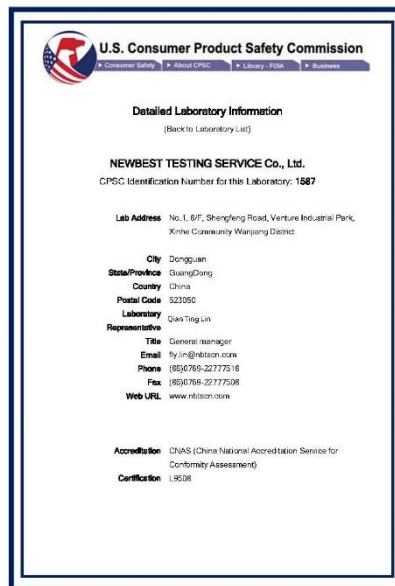 U.S. Consumer Product Safety Commission
Consumer Safety About CPSC Library - FOIA Business
Detailed Laboratory Information
(Back to Laboratory List)
NEWBEST TESTING SERVICE Co., Ltd.
CPSC Identification Number for this Laboratory: 1587
Lab Address No.1, 6/F, Shengfeng Road, Venture Industrial Park,
Xinhe Community Wanjiang District
City Dongguan
State/Province GuangDong
Country China
Postal Code 523050
Laboratory
Representative Qian Ting Lin
Title General manager
Email fly.lin@nbtscn.com
Phone (86)0769-22777518
Fax (86)0769-22777508
Web URL www.nbtscn.com
Accreditation CNAS (China National Accreditation Service for
Conformity Assessment)
Certification L9508